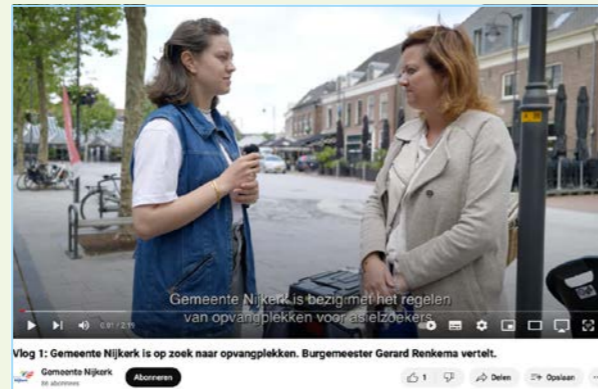 Gemeente Nijkerk is bezig met het regelen
van opvangplekken voor asielzoekers
Vlog 1: Gemeente Nijkerk is op zoek naar opvangplekken. Burgemeester Gerard Renkema vertelt.
Gemeente Nijkerk
abonnees
Abonneren
1
Delen
Opslaan